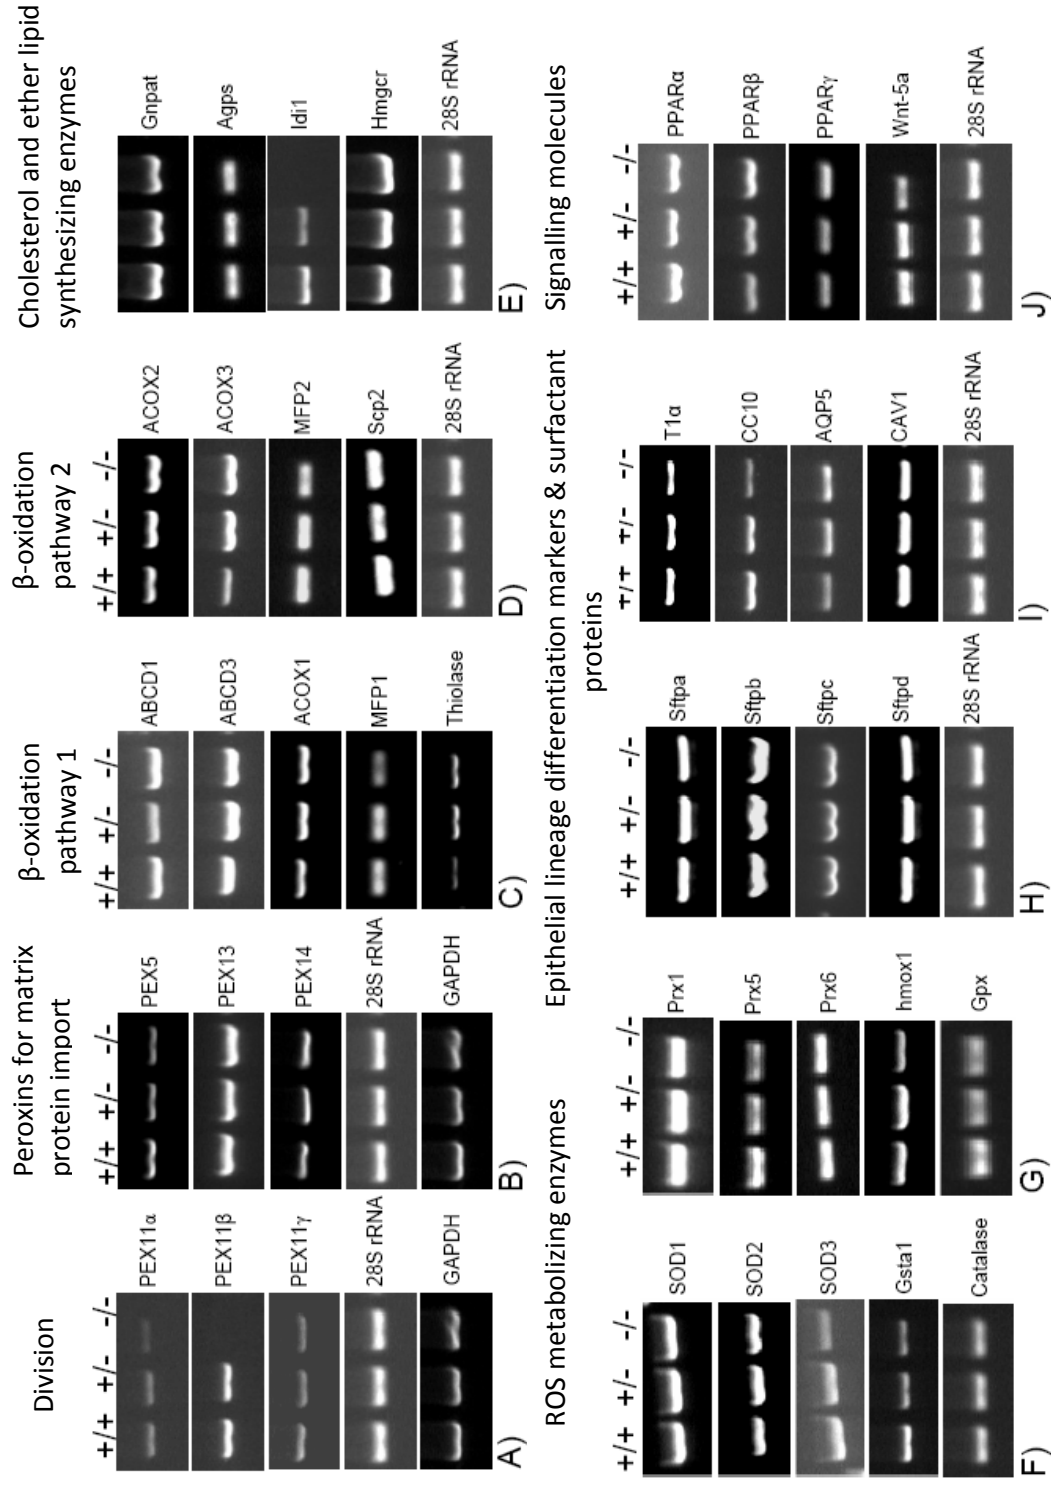 Division
+/+ +/- -/-
PEX11α
PEX11β
PEX11γ
28S rRNA
GAPDH
A)
Peroxins for matrix
protein import
+/+ +/- -/-
PEX5
PEX13
PEX14
28S rRNA
GAPDH
B)
β-oxidation
pathway 1
+/+ +/- -/-
ABCD1
ABCD3
ACOX1
MFP1
Thiolase
C)
β-oxidation
pathway 2
+/+ +/- -/-
ACOX2
ACOX3
MFP2
Scp2
28S rRNA
D)
Cholesterol and ether lipid
synthesizing enzymes
Gnpat
Agps
Idi1
Hmgcr
28S rRNA
E)
ROS metabolizing enzymes
+/+ +/- -/-
SOD1
SOD2
SOD3
Gsta1
Catalase
F)
+/+ +/- -/-
Prx1
Prx5
Prx6
hmox1
Gpx
G)
Epithelial lineage differentiation markers & surfactant
proteins
+/+ +/- -/-
Sftpa
Sftpb
Sftpc
Sftpd
28S rRNA
H)
+/+ +/- -/-
T1α
CC10
AQP5
CAV1
28S rRNA
I)
Signalling molecules
+/+ +/- -/-
PPARα
PPARβ
PPARγ
Wnt-5a
28S rRNA
J)